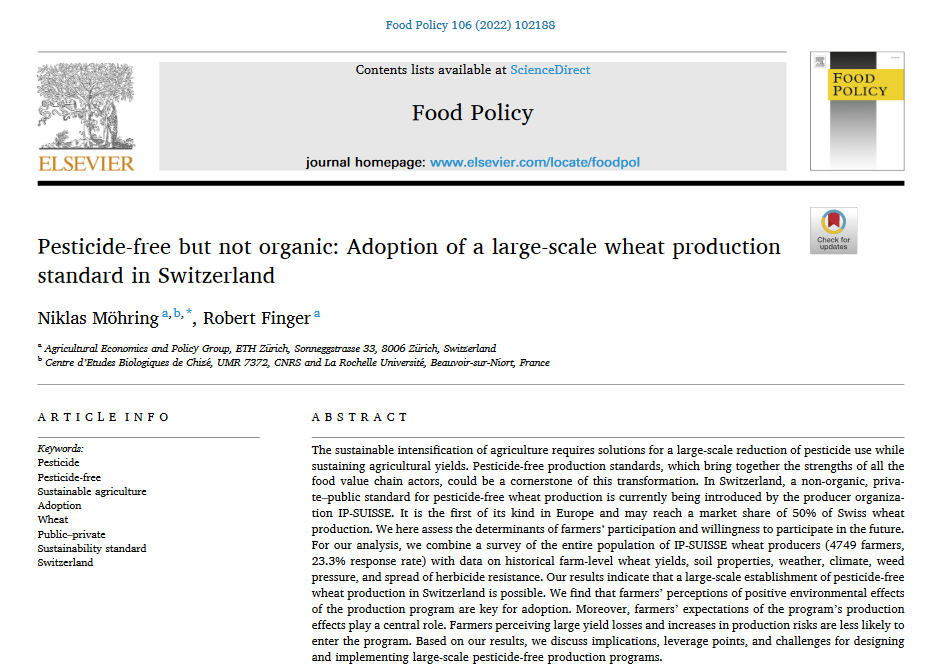 Food Policy 106 (2022) 102188
Contents lists available at ScienceDirect
Food Policy
journal homepage: www.elsevier.com/locate/foodpol
ELSEVIER
FOOD
POLICY
Check for
updates
Pesticide-free but not organic: Adoption of a large-scale wheat production
standard in Switzerland
Niklas Möhring a,b,*, Robert Finger a
a Agricultural Economics and Policy Group, ETH Zürich, Sonneggstrasse 33, 8006 Zürich, Switzerland
b Centre d'Etudes Biologiques de Chizé, UMR 7372, CNRS and La Rochelle Université, Beauvoir-sur-Niort, France
ARTICLE INFO
Keywords:
Pesticide
Pesticide-free
Sustainable agriculture
Adoption
Wheat
Public–private
Sustainability standard
Switzerland
ABSTRACT
The sustainable intensification of agriculture requires solutions for a large-scale reduction of pesticide use while
sustaining agricultural yields. Pesticide-free production standards, which bring together the strengths of all the
food value chain actors, could be a cornerstone of this transformation. In Switzerland, a non-organic, priva-
te–public standard for pesticide-free wheat production is currently being introduced by the producer organiza-
tion IP-SUISSE. It is the first of its kind in Europe and may reach a market share of 50% of Swiss wheat
production. We here assess the determinants of farmers' participation and willingness to participate in the future.
For our analysis, we combine a survey of the entire population of IP-SUISSE wheat producers (4749 farmers,
23.3% response rate) with data on historical farm-level wheat yields, soil properties, weather, climate, weed
pressure, and spread of herbicide resistance. Our results indicate that a large-scale establishment of pesticide-free
wheat production in Switzerland is possible. We find that farmers' perceptions of positive environmental effects
of the production program are key for adoption. Moreover, farmers' expectations of the program's production
effects play a central role. Farmers perceiving large yield losses and increases in production risks are less likely to
enter the program. Based on our results, we discuss implications, leverage points, and challenges for designing
and implementing large-scale pesticide-free production programs.